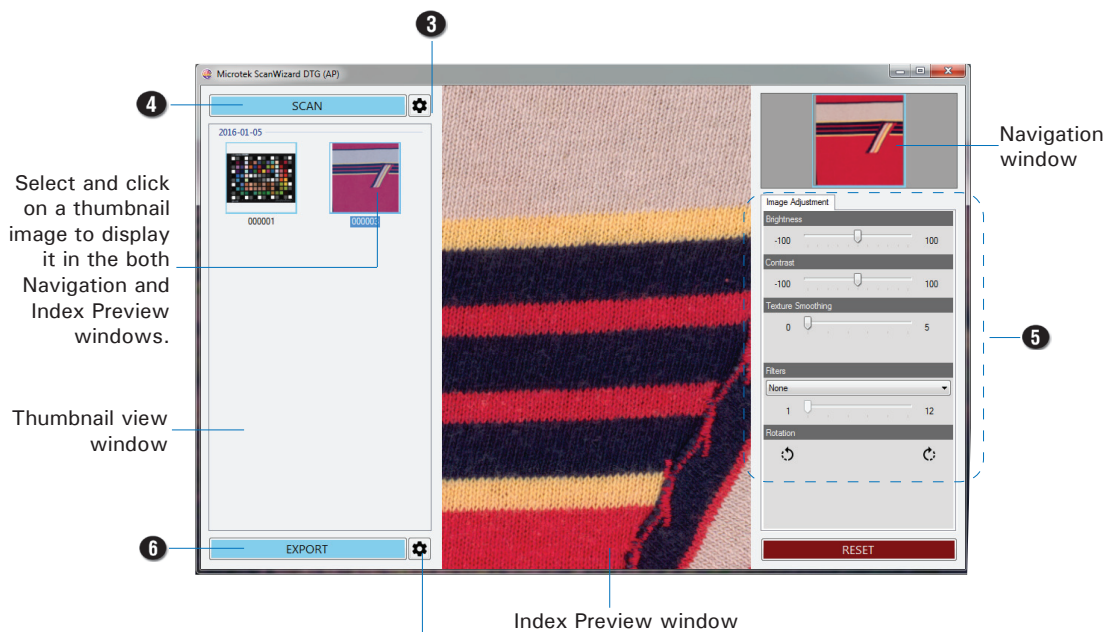 3
Microtek ScanWizard DTG (AP)
4
SCAN
2016-01-05
000001
000003
Select and click
on a thumbnail
image to display
it in the both
Navigation and
Index Preview
windows.
Thumbnail view
window
6
EXPORT
Index Preview window
Navigation
window
Image Adjustment
Brightness
-100 100
Contrast
-100 100
Texture Smoothing
0 5
5
Filters
None
1 12
Rotation
RESET